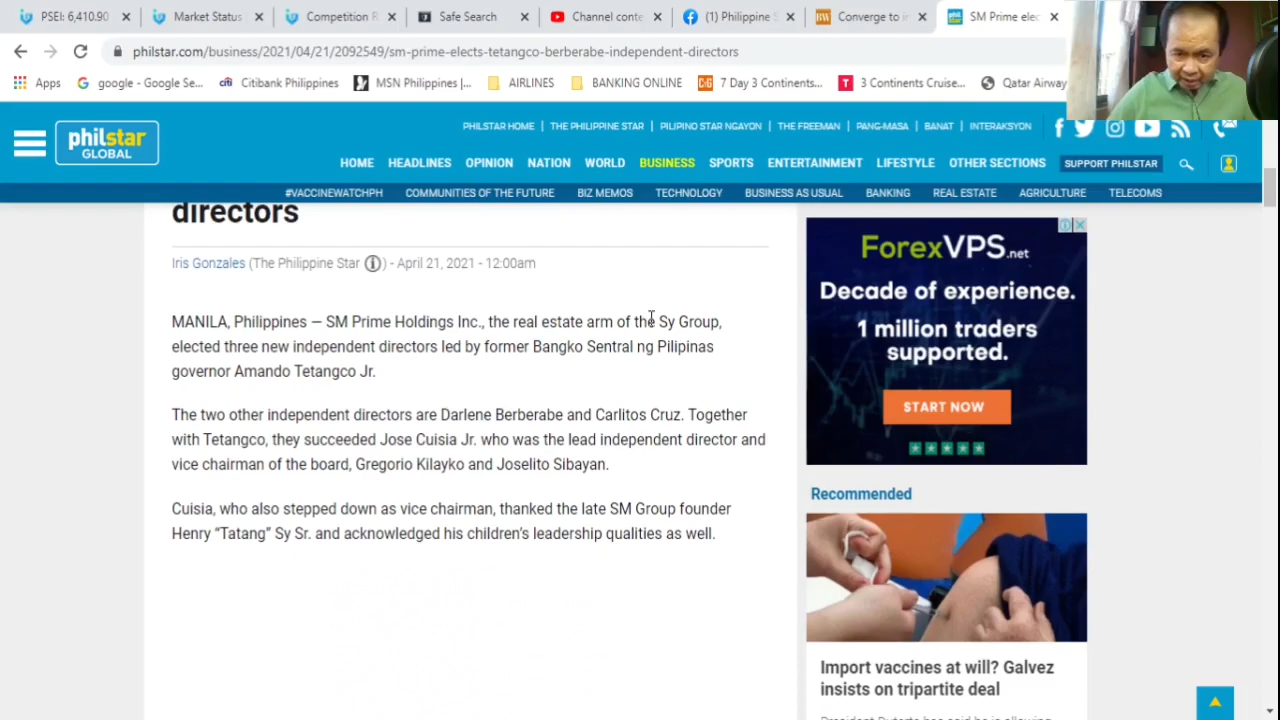 PSEI: 6,410.90
Market Status
Competition R
Safe Search
Channel conte
(1) Philippine S
Converge to i
SM Prime elec
philstar.com/business/2021/04/21/2092549/sm-prime-elects-tetangco-berberabe-independent-directors
Apps
google - Google Se...
citi
Citibank Philippines
MSN Philippines |...
AIRLINES
BANKING ONLINE
7 Day 3 Continents...
3 Continents Cruise...
Qatar Airway
philstar
GLOBAL
PHILSTAR HOME | THE PHILIPPINE STAR | PILIPINO STAR NGAYON | THE FREEMAN | PANG-MASA | BANAT | INTERAKSYON
HOME HEADLINES OPINION NATION WORLD BUSINESS SPORTS ENTERTAINMENT LIFESTYLE OTHER SECTIONS SUPPORT PHILSTAR
#VACCINEWATCHPH COMMUNITIES OF THE FUTURE BIZ MEMOS TECHNOLOGY BUSINESS AS USUAL BANKING REAL ESTATE AGRICULTURE TELECOMS
directors
Iris Gonzales (The Philippine Star ) - April 21, 2021 - 12:00am
MANILA, Philippines — SM Prime Holdings Inc., the real estate arm of the Sy Group,
elected three new independent directors led by former Bangko Sentral ng Pilipinas
governor Amando Tetangco Jr.
The two other independent directors are Darlene Berberabe and Carlitos Cruz. Together
with Tetangco, they succeeded Jose Cuisia Jr. who was the lead independent director and
vice chairman of the board, Gregorio Kilayko and Joselito Sibayan.
Cuisia, who also stepped down as vice chairman, thanked the late SM Group founder
Henry “Tatang” Sy Sr. and acknowledged his children’s leadership qualities as well.
ForexVPS.net
Decade of experience.
1 million traders
supported.
START NOW
Recommended
Import vaccines at will? Galvez
insists on tripartite deal
President Duterte has said he is allowing